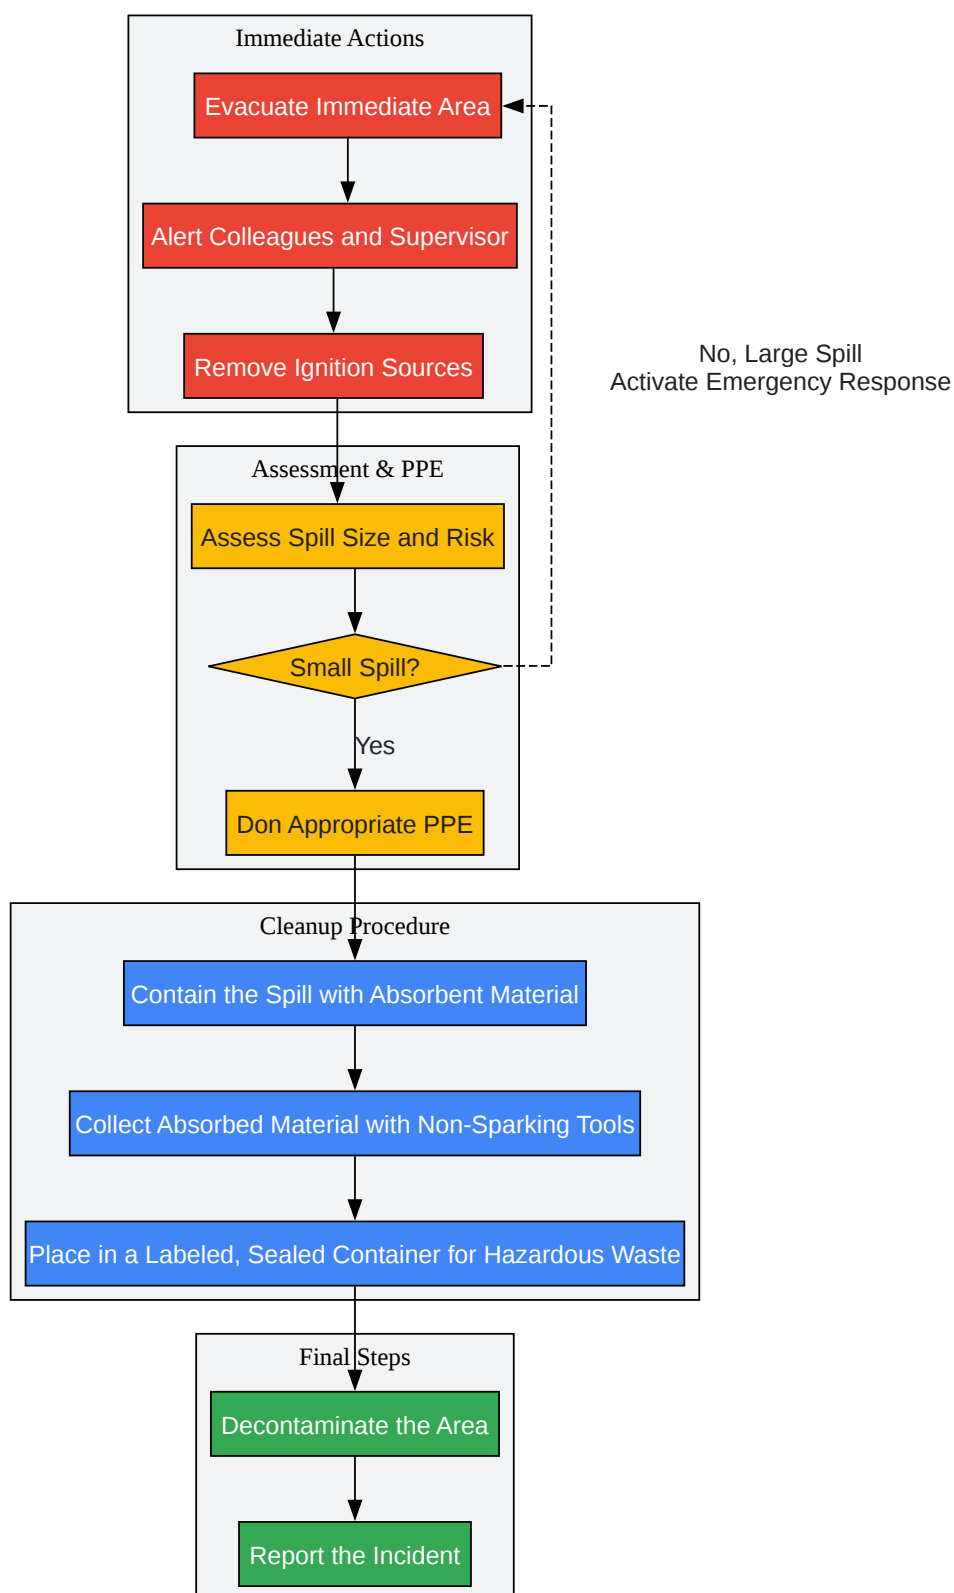 Immediate Actions
Evacuate Immediate Area
Alert Colleagues and Supervisor
Remove Ignition Sources
No, Large Spill
Activate Emergency Response
Assessment & PPE
Assess Spill Size and Risk
Small Spill?
Yes
Don Appropriate PPE
Cleanup Procedure
Contain the Spill with Absorbent Material
Collect Absorbed Material with Non-Sparking Tools
Place in a Labeled, Sealed Container for Hazardous Waste
Final Steps
Decontaminate the Area
Report the Incident